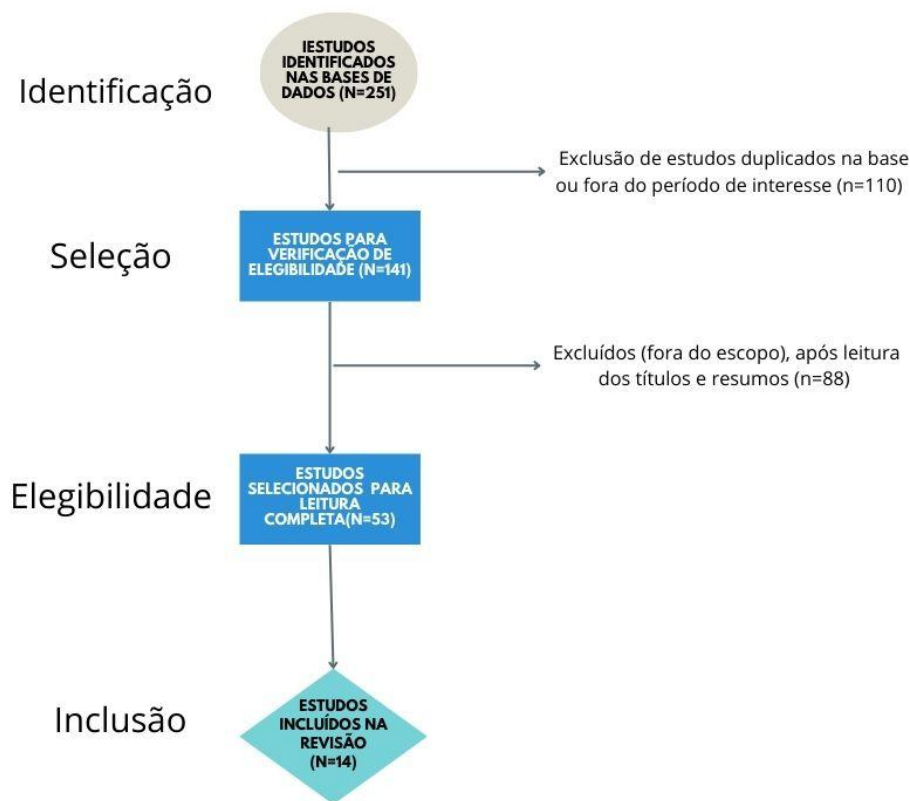 IESTUDOS
IDENTIFICADOS
NAS BASES DE
DADOS (N=251)
Identificação
Exclusão de estudos duplicados na base
ou fora do período de interesse (n=110)
ESTUDOS PARA
VERIFICAÇÃO DE
ELEGIBILIDADE (N=141)
Seleção
Excluídos (fora do escopo), após leitura
dos títulos e resumos (n=88)
ESTUDOS
SELECIONADOS PARA
LEITURA
COMPLETA(N=53)
Elegibilidade
ESTUDOS
INCLUÍDOS NA
REVISÃO
(N=14)
Inclusão